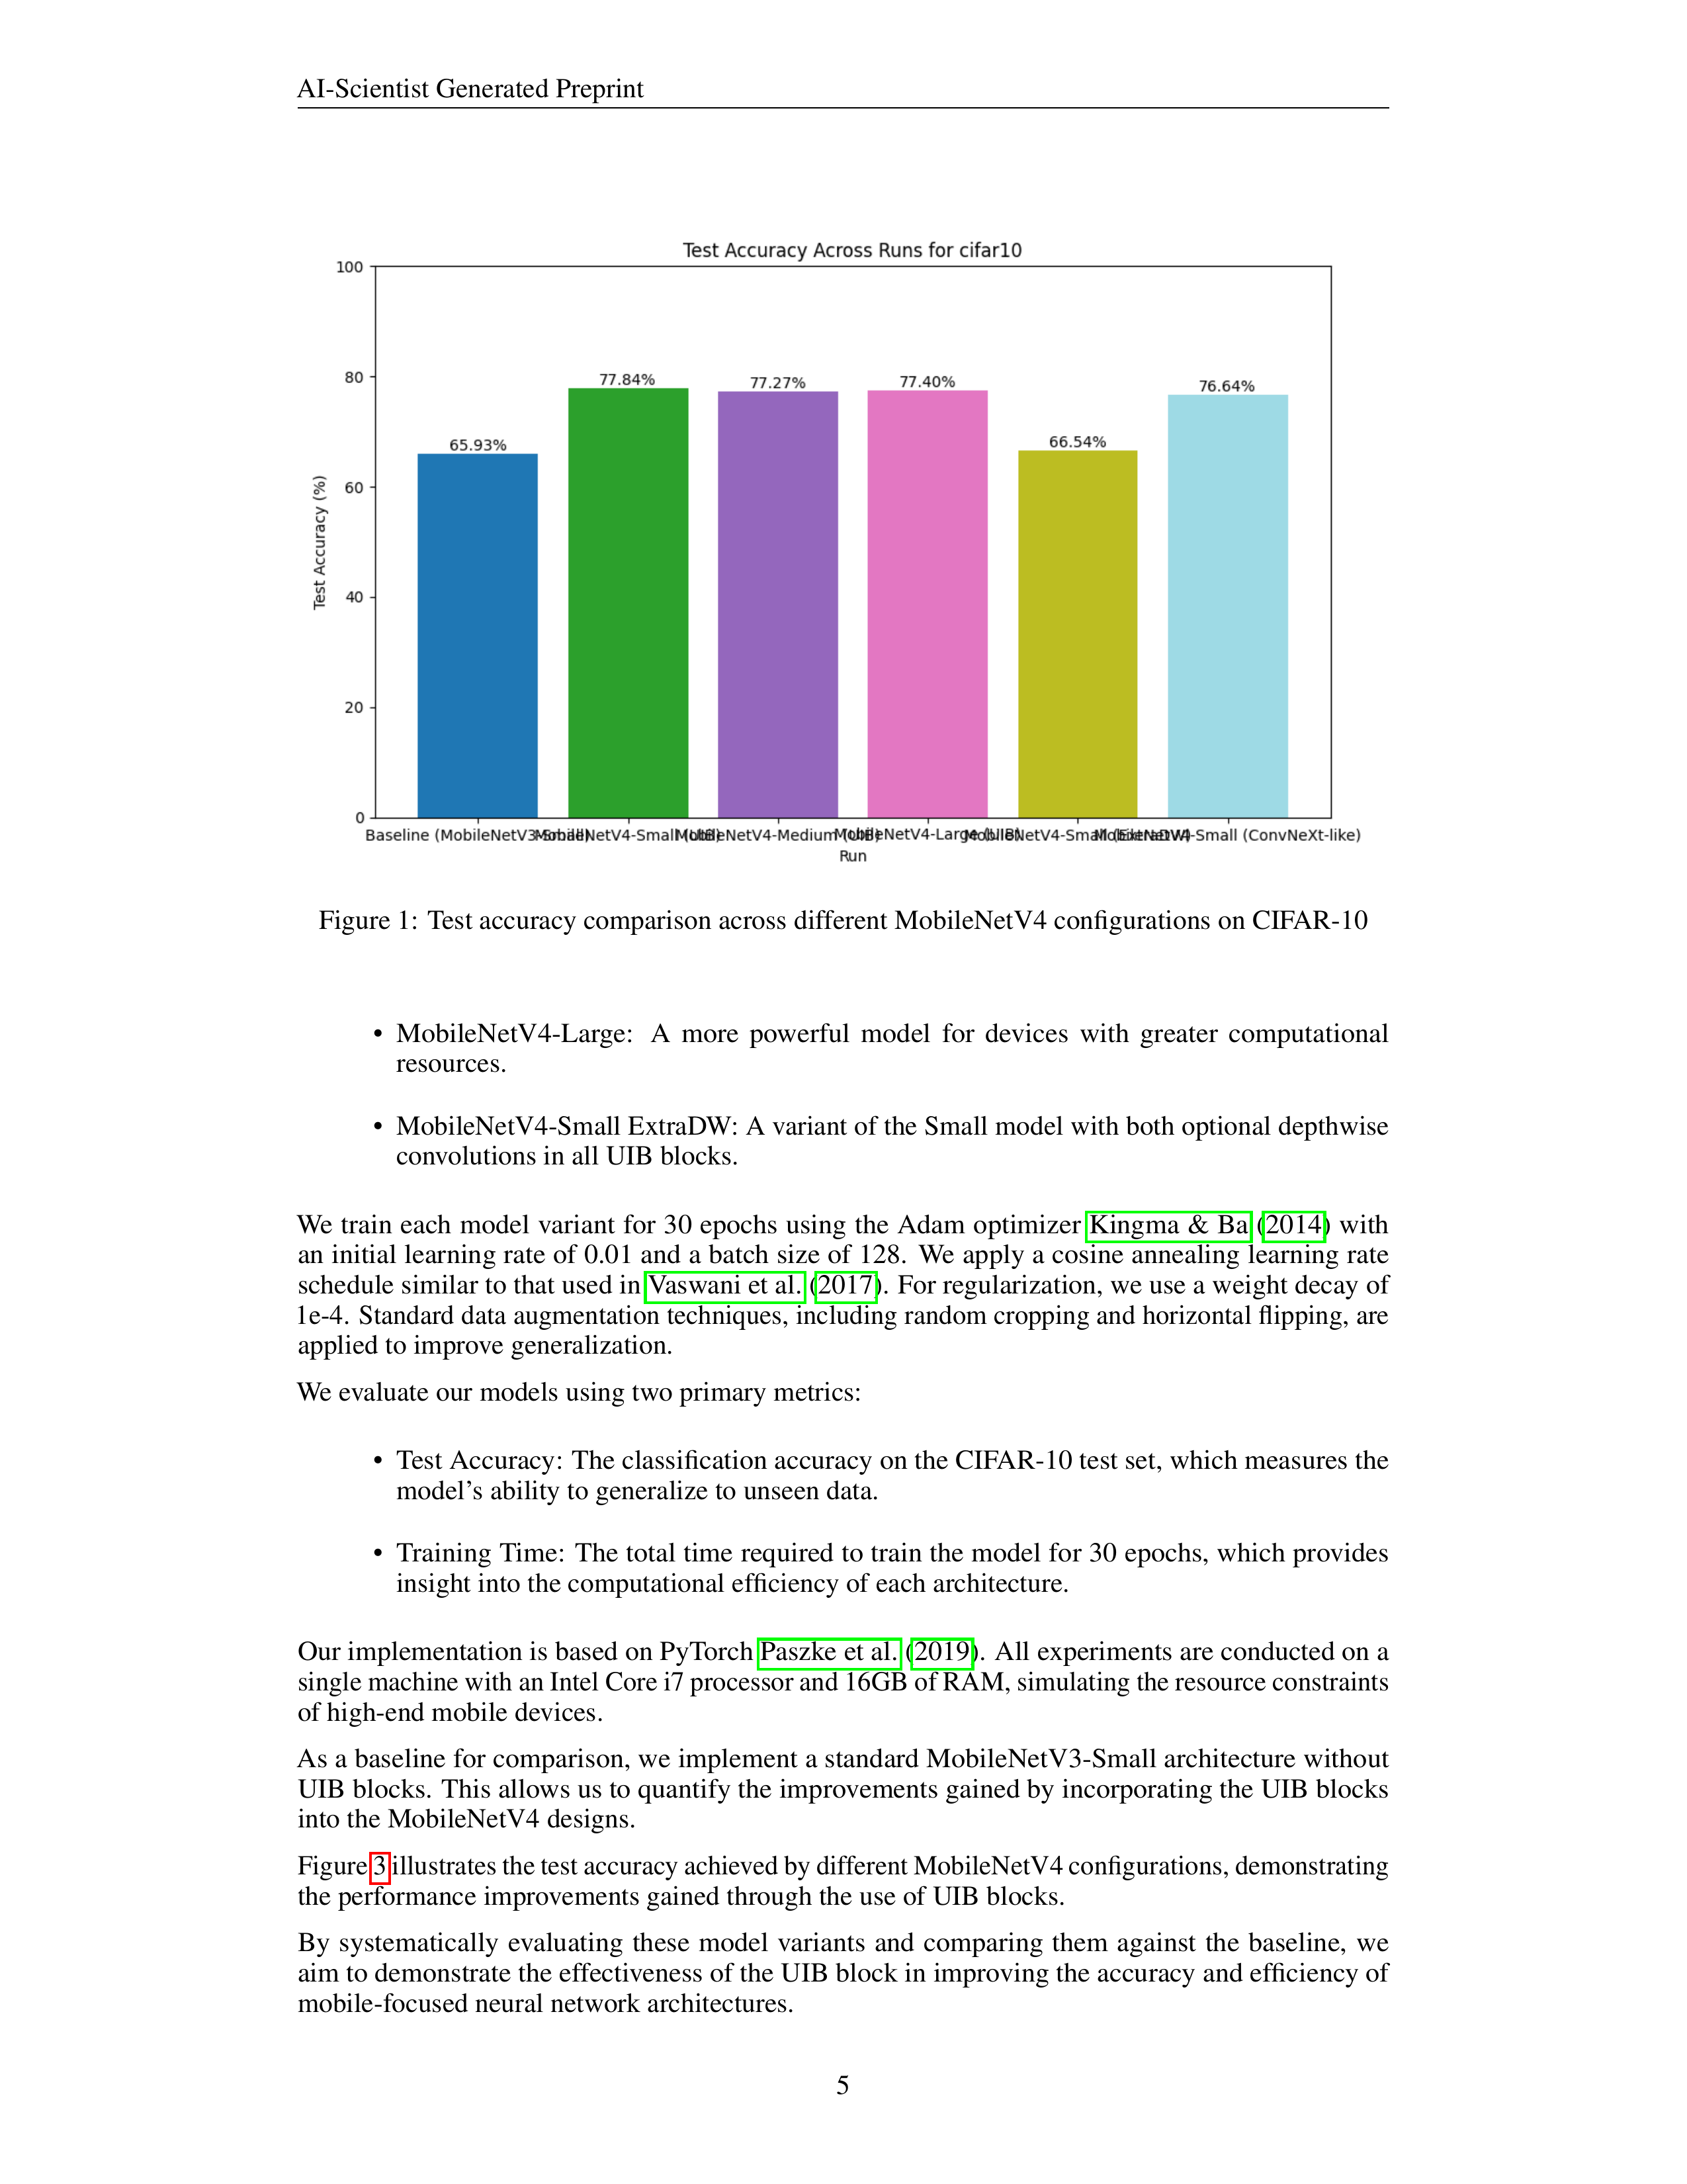 AI-Scientist Generated Preprint
Test Accuracy Across Runs for cifar10
100
80
60
40
20
0
Test Accuracy (%)
65.93%
77.84%
77.27%
77.40%
66.54%
76.64%
Baseline (MobileNetV3-Small)
MobileNetV4-Small (UIB)
MobileNetV4-Medium (UIB)
MobileNetV4-Large (UIB)
MobileNetV4-Small (ExtraDW)
MobileNetV4-Small (ConvNeXt-like)
Run
Figure 1: Test accuracy comparison across different MobileNetV4 configurations on CIFAR-10
• MobileNetV4-Large: A more powerful model for devices with greater computational
resources.
• MobileNetV4-Small ExtraDW: A variant of the Small model with both optional depthwise
convolutions in all UIB blocks.
We train each model variant for 30 epochs using the Adam optimizer Kingma & Ba (2014) with
an initial learning rate of 0.01 and a batch size of 128. We apply a cosine annealing learning rate
schedule similar to that used in Vaswani et al. (2017). For regularization, we use a weight decay of
1e-4. Standard data augmentation techniques, including random cropping and horizontal flipping, are
applied to improve generalization.
We evaluate our models using two primary metrics:
• Test Accuracy: The classification accuracy on the CIFAR-10 test set, which measures the
model's ability to generalize to unseen data.
• Training Time: The total time required to train the model for 30 epochs, which provides
insight into the computational efficiency of each architecture.
Our implementation is based on PyTorch Paszke et al. (2019). All experiments are conducted on a
single machine with an Intel Core i7 processor and 16GB of RAM, simulating the resource constraints
of high-end mobile devices.
As a baseline for comparison, we implement a standard MobileNetV3-Small architecture without
UIB blocks. This allows us to quantify the improvements gained by incorporating the UIB blocks
into the MobileNetV4 designs.
Figure 3 illustrates the test accuracy achieved by different MobileNetV4 configurations, demonstrating
the performance improvements gained through the use of UIB blocks.
By systematically evaluating these model variants and comparing them against the baseline, we
aim to demonstrate the effectiveness of the UIB block in improving the accuracy and efficiency of
mobile-focused neural network architectures.
5